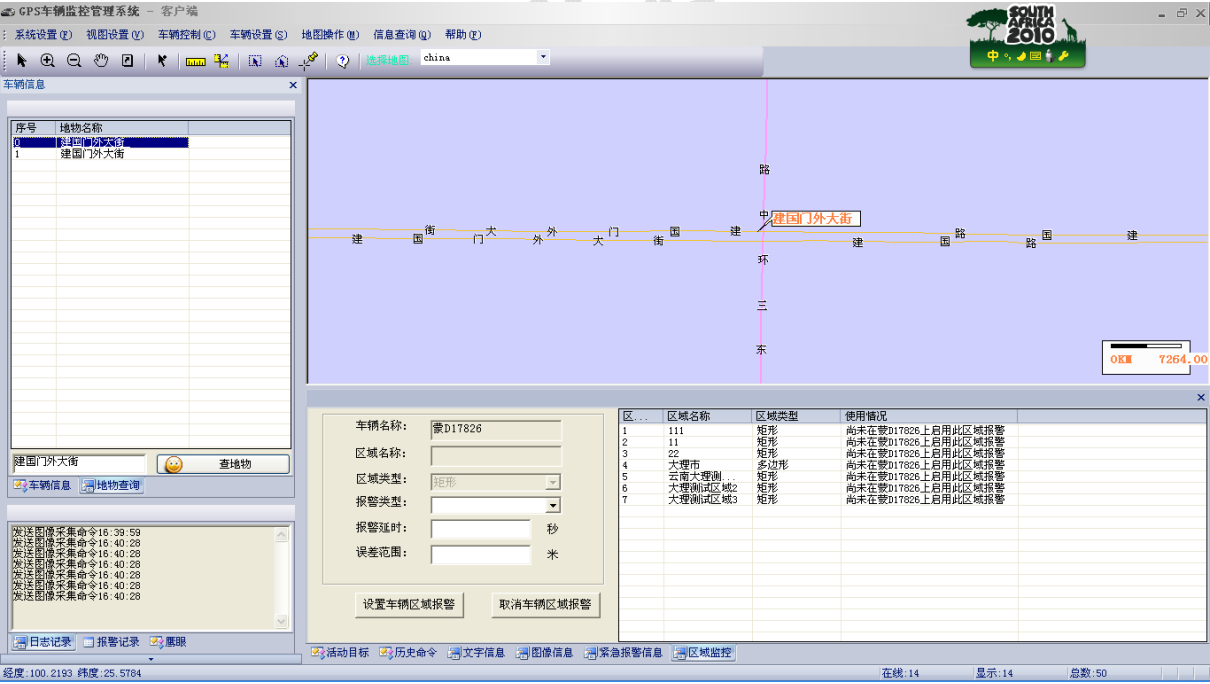 GPS车辆监控管理系统 - 客户端
SOUTH
AFRICA
2010
中
系统设置(F) 视图设置(V) 车辆控制(C) 车辆设置(S) 地图操作(M) 信息查询(Q) 帮助(F)
选择地图 china
车辆信息
序号 地物名称
0 建国门外大街
1 建国门外大街
路
中 建国门外大街
街 大 外 门 国 建 路 国 建
建 国 门 外 大 街 建 国 路
环
三
东
0KM 7264.00
建国门外大街 查地物
车辆信息 地物查询
发送图像采集命令16:39:59
发送图像采集命令16:40:28
发送图像采集命令16:40:28
发送图像采集命令16:40:28
发送图像采集命令16:40:28
发送图像采集命令16:40:28
发送图像采集命令16:40:28
日志记录 报警记录 鹰眼
车辆名称: 蒙D17826
区域名称:
区域类型: 矩形
报警类型:
报警延时: 秒
误差范围: 米
设置车辆区域报警 取消车辆区域报警
区... 区域名称 区域类型 使用情况
1 111 矩形 尚未在蒙D17826上启用此区域报警
2 11 矩形 尚未在蒙D17826上启用此区域报警
3 22 矩形 尚未在蒙D17826上启用此区域报警
4 大理市 多边形 尚未在蒙D17826上启用此区域报警
5 云南大理测... 矩形 尚未在蒙D17826上启用此区域报警
6 大理测试区域2 矩形 尚未在蒙D17826上启用此区域报警
7 大理测试区域3 矩形 尚未在蒙D17826上启用此区域报警
活动目标 历史命令 文字信息 图像信息 紧急报警信息 区域监控
经度:100.2193 纬度:25.5784 在线:14 显示:14 总数:50